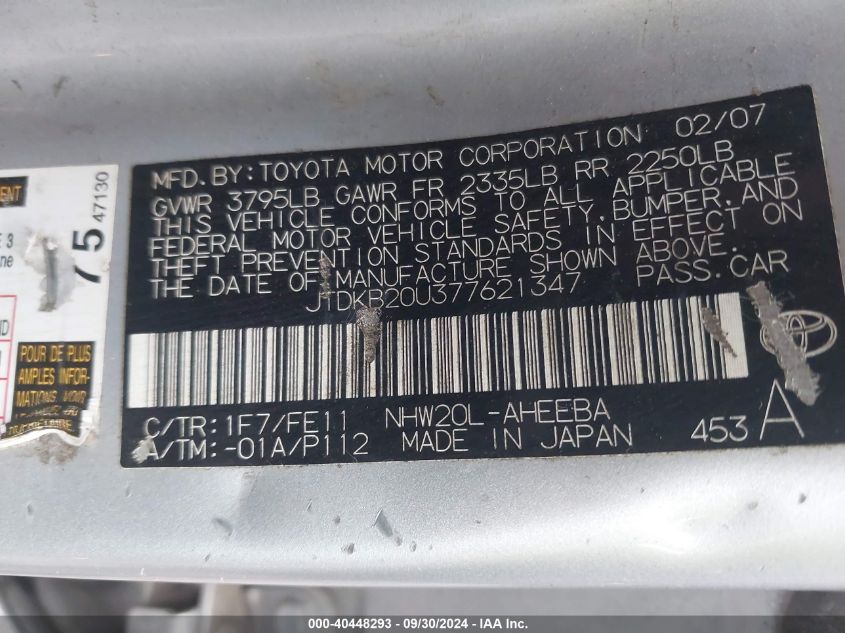 MFD. BY: TOYOTA MOTOR CORPORATION 02/07
GVWR 3795LB GAWR FR 2335LB RR 2250LB
THIS VEHICLE CONFORMS TO ALL APPLICABLE
FEDERAL MOTOR VEHICLE SAFETY, BUMPER, AND
THEFT PREVENTION STANDARDS IN EFFECT ON
THE DATE OF MANUFACTURE SHOWN ABOVE.
JTDKB20U377621347 PASS. CAR
C/TR: 1F7/FE11 NHW20L-AHEEBA
A/TM: -01A/P112 MADE IN JAPAN 453 A
75
47130
POUR DE PLUS
AMPLES INFOR-
MATIONS VOIR
000-40448293 - 09/30/2024 - IAA Inc.